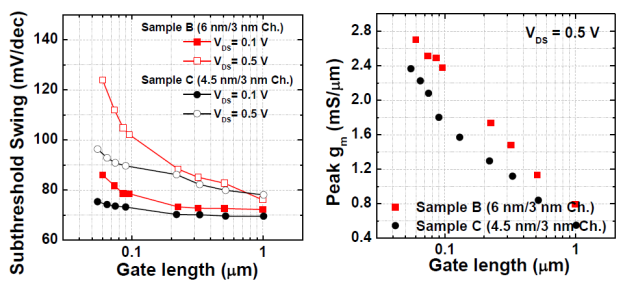 Subthreshold Swing (mV/dec)
140
120
100
80
60
Sample B (6 nm/3 nm Ch.)
V_DS= 0.1 V
V_DS= 0.5 V
Sample C (4.5 nm/3 nm Ch.)
V_DS= 0.1 V
V_DS= 0.5 V
0.1
1
Gate length (μm)
Peak g_m (mS/μm)
2.8
2.4
2.0
1.6
1.2
0.8
0.4
V_DS = 0.5 V
Sample B (6 nm/3 nm Ch.)
Sample C (4.5 nm/3 nm Ch.)
0.1
1
Gate length (μm)